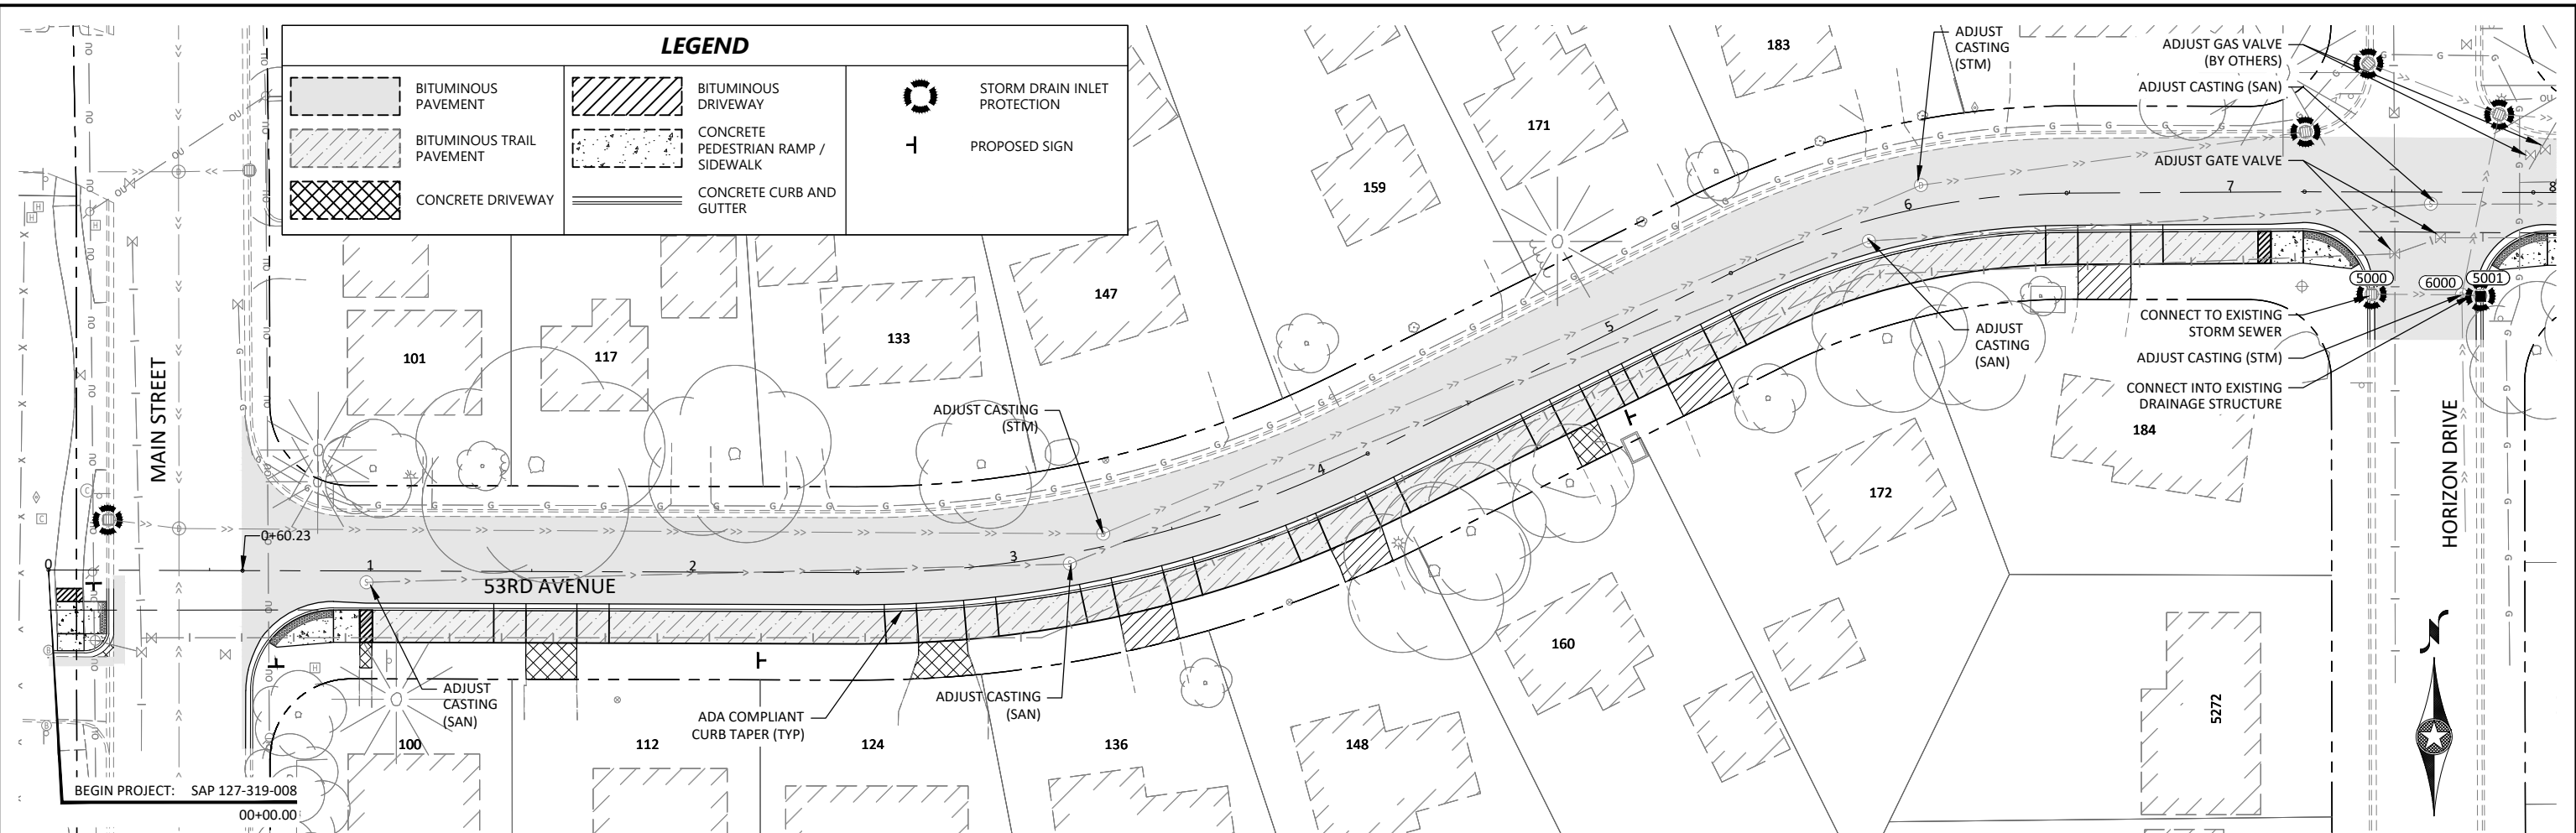 LEGEND
BITUMINOUS
PAVEMENT
BITUMINOUS TRAIL
PAVEMENT
CONCRETE DRIVEWAY
BITUMINOUS
DRIVEWAY
CONCRETE
PEDESTRIAN RAMP /
SIDEWALK
CONCRETE CURB AND
GUTTER
STORM DRAIN INLET
PROTECTION
PROPOSED SIGN
183
171
159
147
133
117
101
ADJUST
CASTING
(STM)
ADJUST GAS VALVE
(BY OTHERS)
ADJUST CASTING (SAN)
ADJUST GATE VALVE
7
8
6
5
4
3
2
1
0
5000
6000
5001
CONNECT TO EXISTING
STORM SEWER
ADJUST CASTING (STM)
CONNECT INTO EXISTING
DRAINAGE STRUCTURE
ADJUST
CASTING
(SAN)
ADJUST CASTING
(STM)
MAIN STREET
0+60.23
53RD AVENUE
HORIZON DRIVE
184
172
160
5272
ADJUST
CASTING
(SAN)
ADA COMPLIANT
CURB TAPER (TYP)
ADJUST CASTING
(SAN)
100
112
124
136
148
BEGIN PROJECT: SAP 127-319-008
00+00.00
N